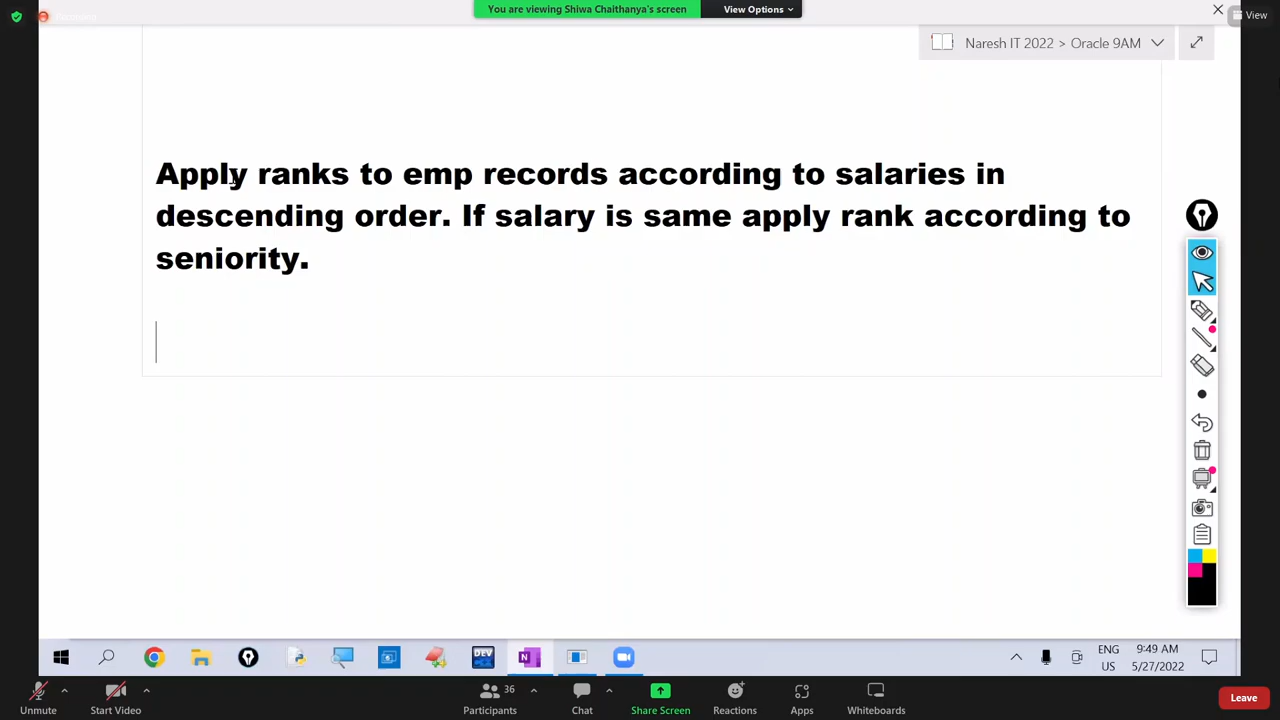 You are viewing Shiwa Chaithanya's screen
View Options
View
Naresh IT 2022 > Oracle 9AM
Apply ranks to emp records according to salaries in
descending order. If salary is same apply rank according to
seniority.
DEV
ENG
US
9:49 AM
5/27/2022
Unmute
Start Video
36
Participants
Chat
Share Screen
Reactions
Apps
Whiteboards
Leave